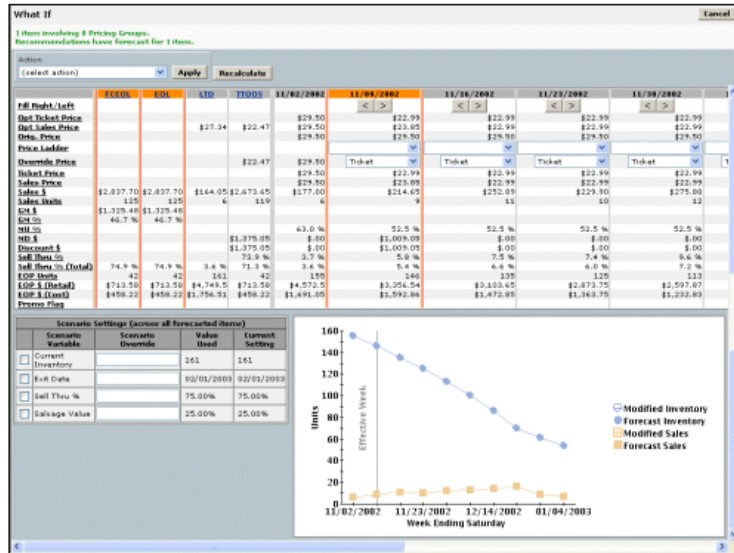 What If
Cancel
1 item involving 8 Pricing Groups.
Recommendations have forecast for 1 item.
Action
(select action) Apply Recalculate
FCEOL EOL LTD TTOOS 11/02/2002 11/09/2002 11/16/2002 11/23/2002 11/30/2002
Fill Right/Left < > < > < > < >
Opt Ticket Price $29.50 $22.99 $22.99 $22.99 $22.99
Opt Sales Price $27.34 $22.47 $29.50 $23.85 $22.99 $22.99 $22.99
Orig. Price $29.50 $29.50 $29.50 $29.50 $29.50
Price Ladder
Override Price $22.47 $29.50 Ticket Ticket Ticket Ticket
Ticket Price $29.50 $22.99 $22.99 $22.99 $22.99
Sales Price $29.50 $23.85 $22.99 $22.99 $22.99
Sales $ $2,837.70 $2,837.70 $164.05 $2,673.65 $177.00 $214.65 $252.89 $229.90 $275.88
Sales Units 125 125 6 119 6 9 11 10 12
GM $ $1,325.48 $1,325.48
GM % 46.7 % 46.7 %
MU % 63.0 % 52.5 % 52.5 % 52.5 % 52.5 %
MD $ $1,375.05 $.00 $1,009.05 $.00 $.00 $.00
Discount $ $1,375.05 $.00 $1,009.05 $.00 $.00 $.00
Sell Thru % 73.9 % 3.7 % 5.8 % 7.5 % 7.4 % 9.6 %
Sell Thru % (Total) 74.9 % 74.9 % 3.6 % 71.3 % 3.6 % 5.4 % 6.6 % 6.0 % 7.2 %
EOP Units 42 42 161 42 155 146 135 125 113
EOP $ (Retail) $713.58 $713.58 $4,749.5 $713.58 $4,572.5 $3,356.54 $3,103.65 $2,873.75 $2,597.87
EOP $ (Cost) $458.22 $458.22 $1,756.51 $458.22 $1,691.05 $1,592.86 $1,472.85 $1,363.75 $1,232.83
Promo Flag
Scenario Settings (across all forecasted items)
Scenario Variable Scenario Override Value Used Current Setting
Current Inventory 161 161
Exit Date 02/01/2003 02/01/2003
Sell Thru % 75.00% 75.00%
Salvage Value 25.00% 25.00%
160
140
120
100
80
60
40
20
0
Units
Effective Week
11/02/2002 11/23/2002 12/14/2002 01/04/2003
Week Ending Saturday
Modified Inventory
Forecast Inventory
Modified Sales
Forecast Sales